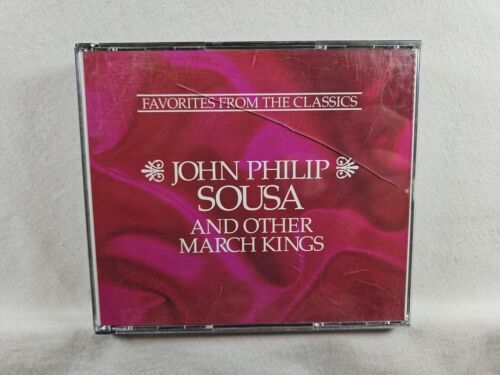 FAVORITES FROM THE CLASSICS
JOHN PHILIP
SOUSA
AND OTHER
MARCH KINGS